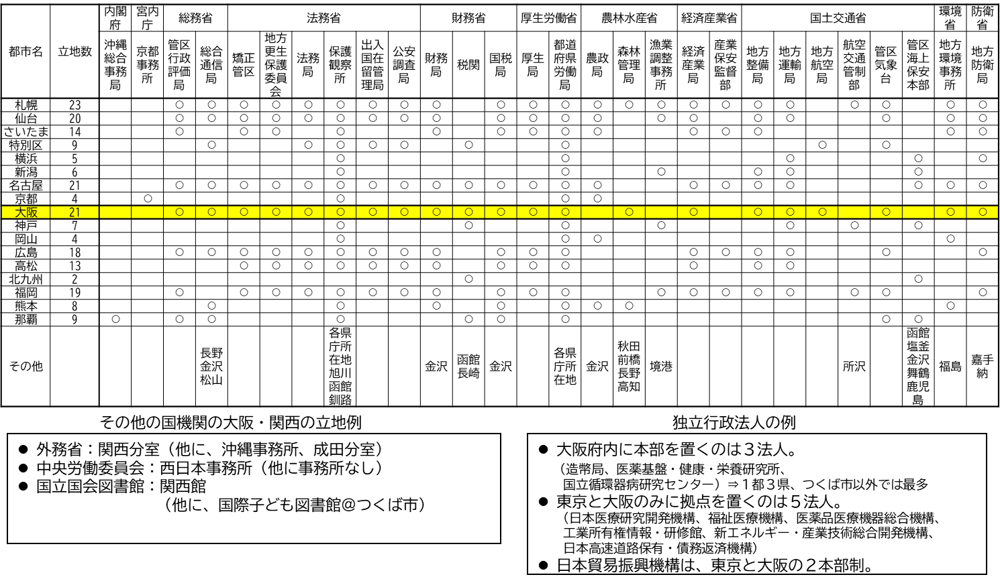 都市名
立地数
内閣
府
宮内
庁
総務省
法務省
財務省
厚生労働省
農林水産省
経済産業省
国土交通省
環境
省
防衛
省
沖縄
総合
事務
局
京都
事務
所
管区
行政
評価
局
総合
通信
局
矯正
管区
地方
更生
保護
委員
会
法務
局
保護
観察
所
出入
国在
留管
理局
公安
調査
局
財務
局
税関
国税
局
厚生
局
都道
府県
労働
局
農政
局
森林
管理
局
漁業
調整
事務
所
経済
産業
局
産業
保安
監督
部
地方
整備
局
地方
運輸
局
地方
航空
局
航空
交通
管制
部
管区
気象
台
管区
海上
保安
本部
地方
環境
事務
所
地方
防衛
局
札幌 23 ○ ○ ○ ○ ○ ○ ○ ○ ○ ○ ○ ○ ○ ○ ○ ○ ○ ○ ○ ○ ○ ○ ○
仙台 20 ○ ○ ○ ○ ○ ○ ○ ○ ○ ○ ○ ○ ○ ○ ○ ○ ○ ○ ○ ○
さいたま 14 ○ ○ ○ ○ ○ ○ ○ ○ ○ ○ ○ ○ ○ ○
特別区 9 ○ ○ ○ ○ ○ ○ ○ ○ ○
横浜 5 ○ ○ ○ ○ ○
新潟 6 ○ ○ ○ ○ ○ ○
名古屋 21 ○ ○ ○ ○ ○ ○ ○ ○ ○ ○ ○ ○ ○ ○ ○ ○ ○ ○ ○ ○ ○
京都 4 ○ ○ ○ ○
大阪 21 ○ ○ ○ ○ ○ ○ ○ ○ ○ ○ ○ ○ ○ ○ ○ ○ ○ ○ ○ ○ ○
神戸 7 ○ ○ ○ ○ ○ ○ ○
岡山 4 ○ ○ ○ ○
広島 18 ○ ○ ○ ○ ○ ○ ○ ○ ○ ○ ○ ○ ○ ○ ○ ○ ○ ○
高松 13 ○ ○ ○ ○ ○ ○ ○ ○ ○ ○ ○ ○ ○
北九州 2 ○ ○
福岡 19 ○ ○ ○ ○ ○ ○ ○ ○ ○ ○ ○ ○ ○ ○ ○ ○ ○ ○ ○
熊本 8 ○ ○ ○ ○ ○ ○ ○ ○
那覇 9 ○ ○ ○ ○ ○ ○ ○ ○ ○
その他
長野
金沢
松山
各県
庁所
在地
旭川
函館
釧路
金沢
函館
長崎
金沢
各県
庁所
在地
金沢
秋田
前橋
長野
高知
境港
所沢
函館
塩釜
金沢
舞鶴
鹿児
島
福島
嘉手
納
その他の国機関の大阪・関西の立地例
● 外務省：関西分室（他に、沖縄事務所、成田分室）
● 中央労働委員会：西日本事務所（他に事務所なし）
● 国立国会図書館：関西館
（他に、国際子ども図書館＠つくば市）
独立行政法人の例
● 大阪府内に本部を置くのは３法人。
（造幣局、医薬基盤・健康・栄養研究所、
国立循環器病研究センター）⇒１都３県、つくば市以外では最多
● 東京と大阪のみに拠点を置くのは５法人。
（日本医療研究開発機構、福祉医療機構、医薬品医療機器総合機構、
工業所有権情報・研修館、新エネルギー・産業技術総合開発機構、
日本高速道路保有・債務返済機構）
● 日本貿易振興機構は、東京と大阪の２本部制。